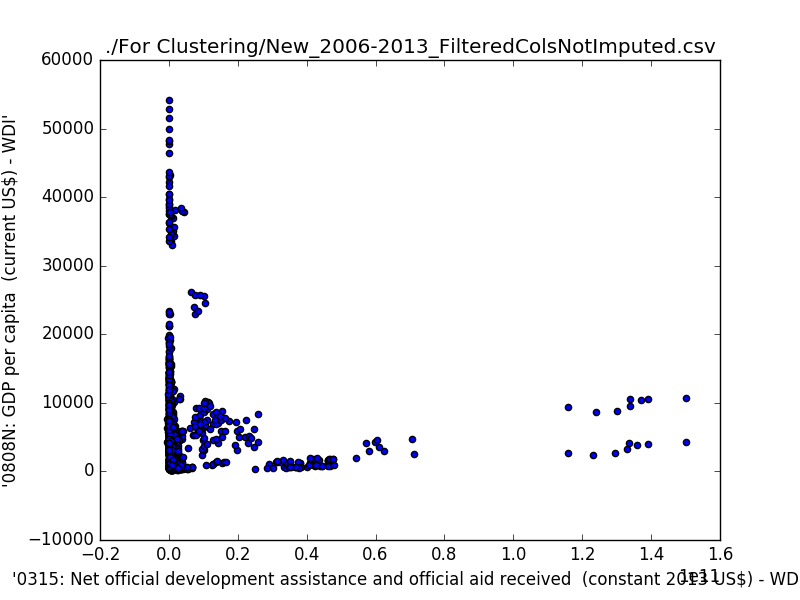 ./For Clustering/New_2006-2013_FilteredColsNotImputed.csv
60000
50000
40000
30000
20000
10000
0
−10000
'0808N: GDP per capita (current US$) - WDI'
−0.2 0.0 0.2 0.4 0.6 0.8 1.0 1.2 1.4 1.6
1e11
'0315: Net official development assistance and official aid received (constant 2013 US$) - WD